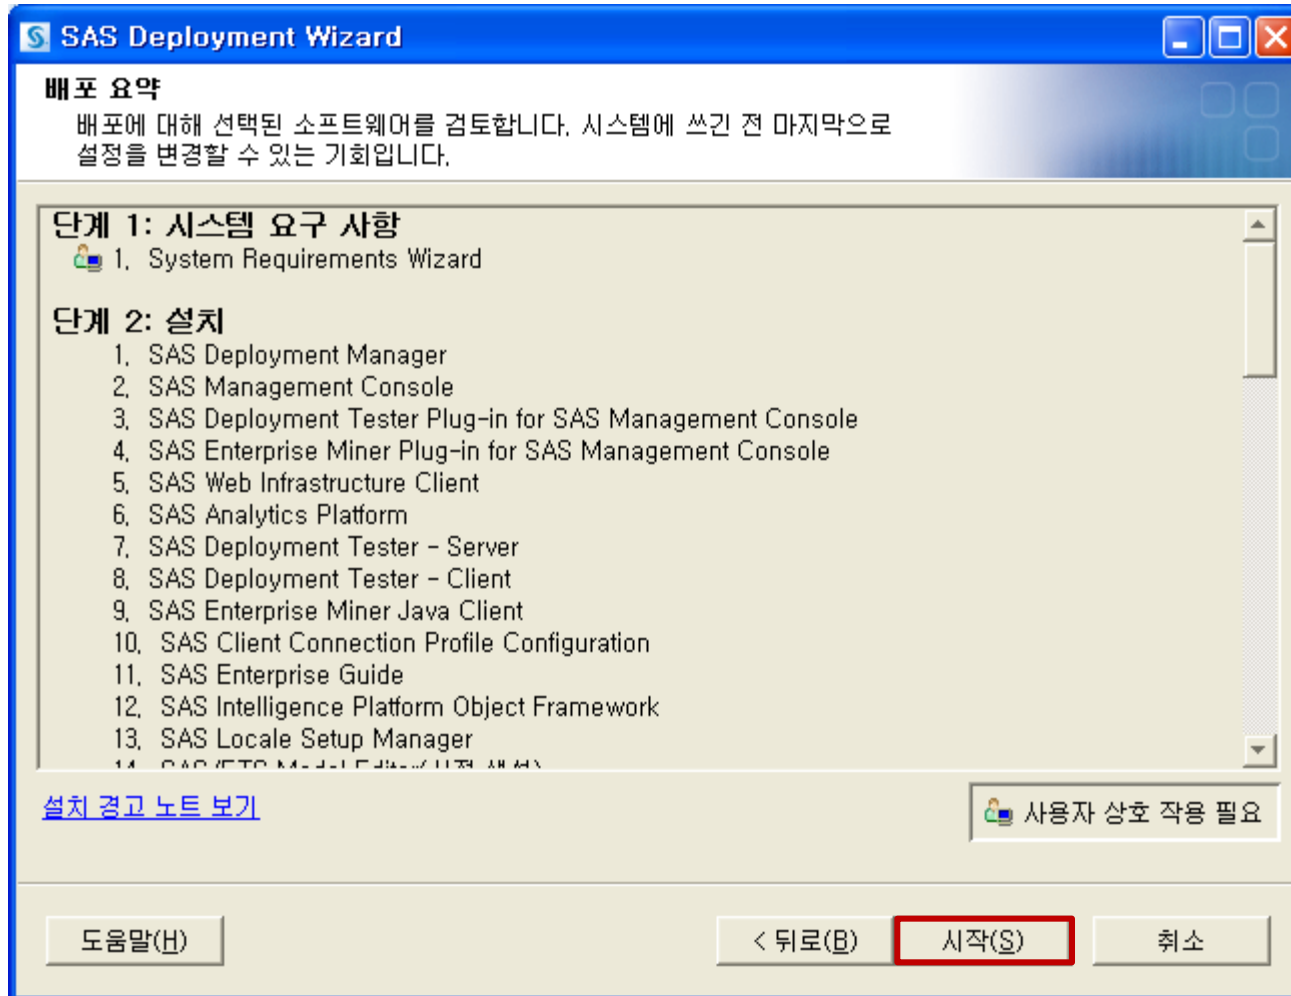 SAS Deployment Wizard
배포 요약
배포에 대해 선택된 소프트웨어를 검토합니다. 시스템에 쓰긴 전 마지막으로
설정을 변경할 수 있는 기회입니다.
단계 1: 시스템 요구 사항
1. System Requirements Wizard
단계 2: 설치
1. SAS Deployment Manager
2. SAS Management Console
3. SAS Deployment Tester Plug-in for SAS Management Console
4. SAS Enterprise Miner Plug-in for SAS Management Console
5. SAS Web Infrastructure Client
6. SAS Analytics Platform
7. SAS Deployment Tester - Server
8. SAS Deployment Tester - Client
9. SAS Enterprise Miner Java Client
10. SAS Client Connection Profile Configuration
11. SAS Enterprise Guide
12. SAS Intelligence Platform Object Framework
13. SAS Locale Setup Manager
14. SAS/ETS Model Editor
설치 경고 노트 보기
사용자 상호 작용 필요
도움말(H)
< 뒤로(B)
시작(S)
취소